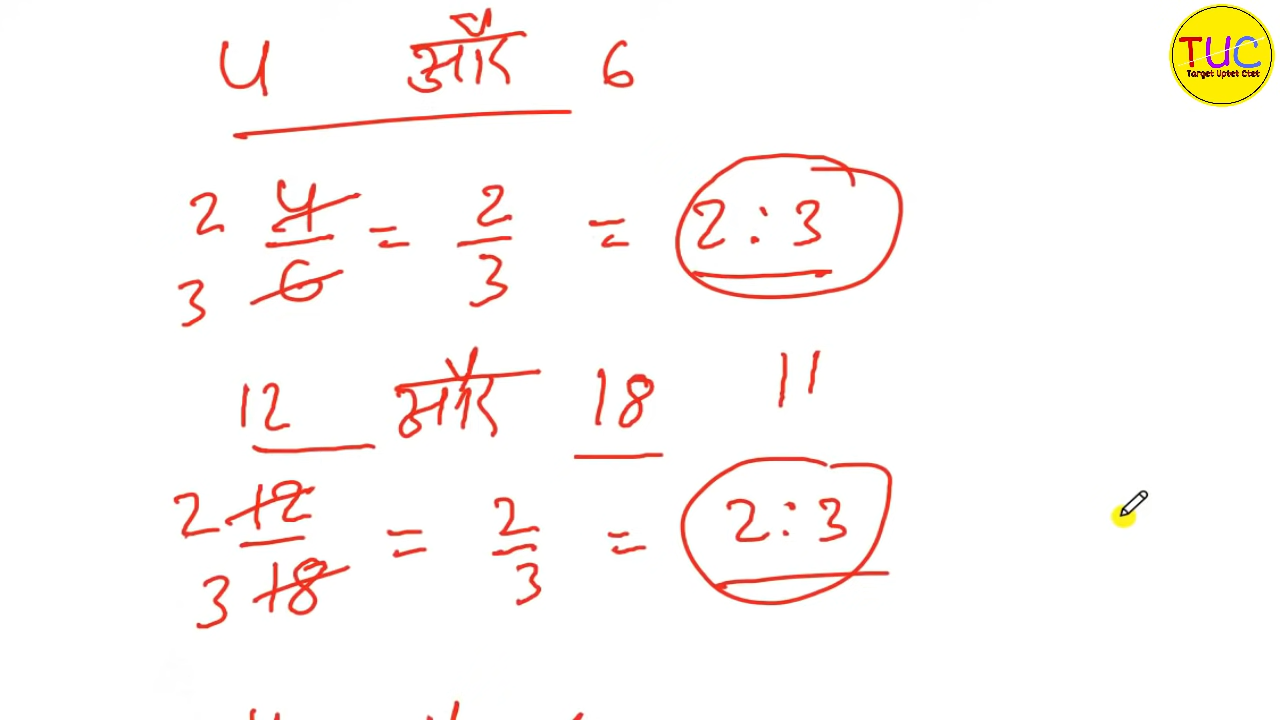 TUC
Target Uptet Ctet
4 और 6
2 4/6 3 = 2/3 = 2:3
12 और 18 11
2 12/18 3 = 2/3 = 2:3